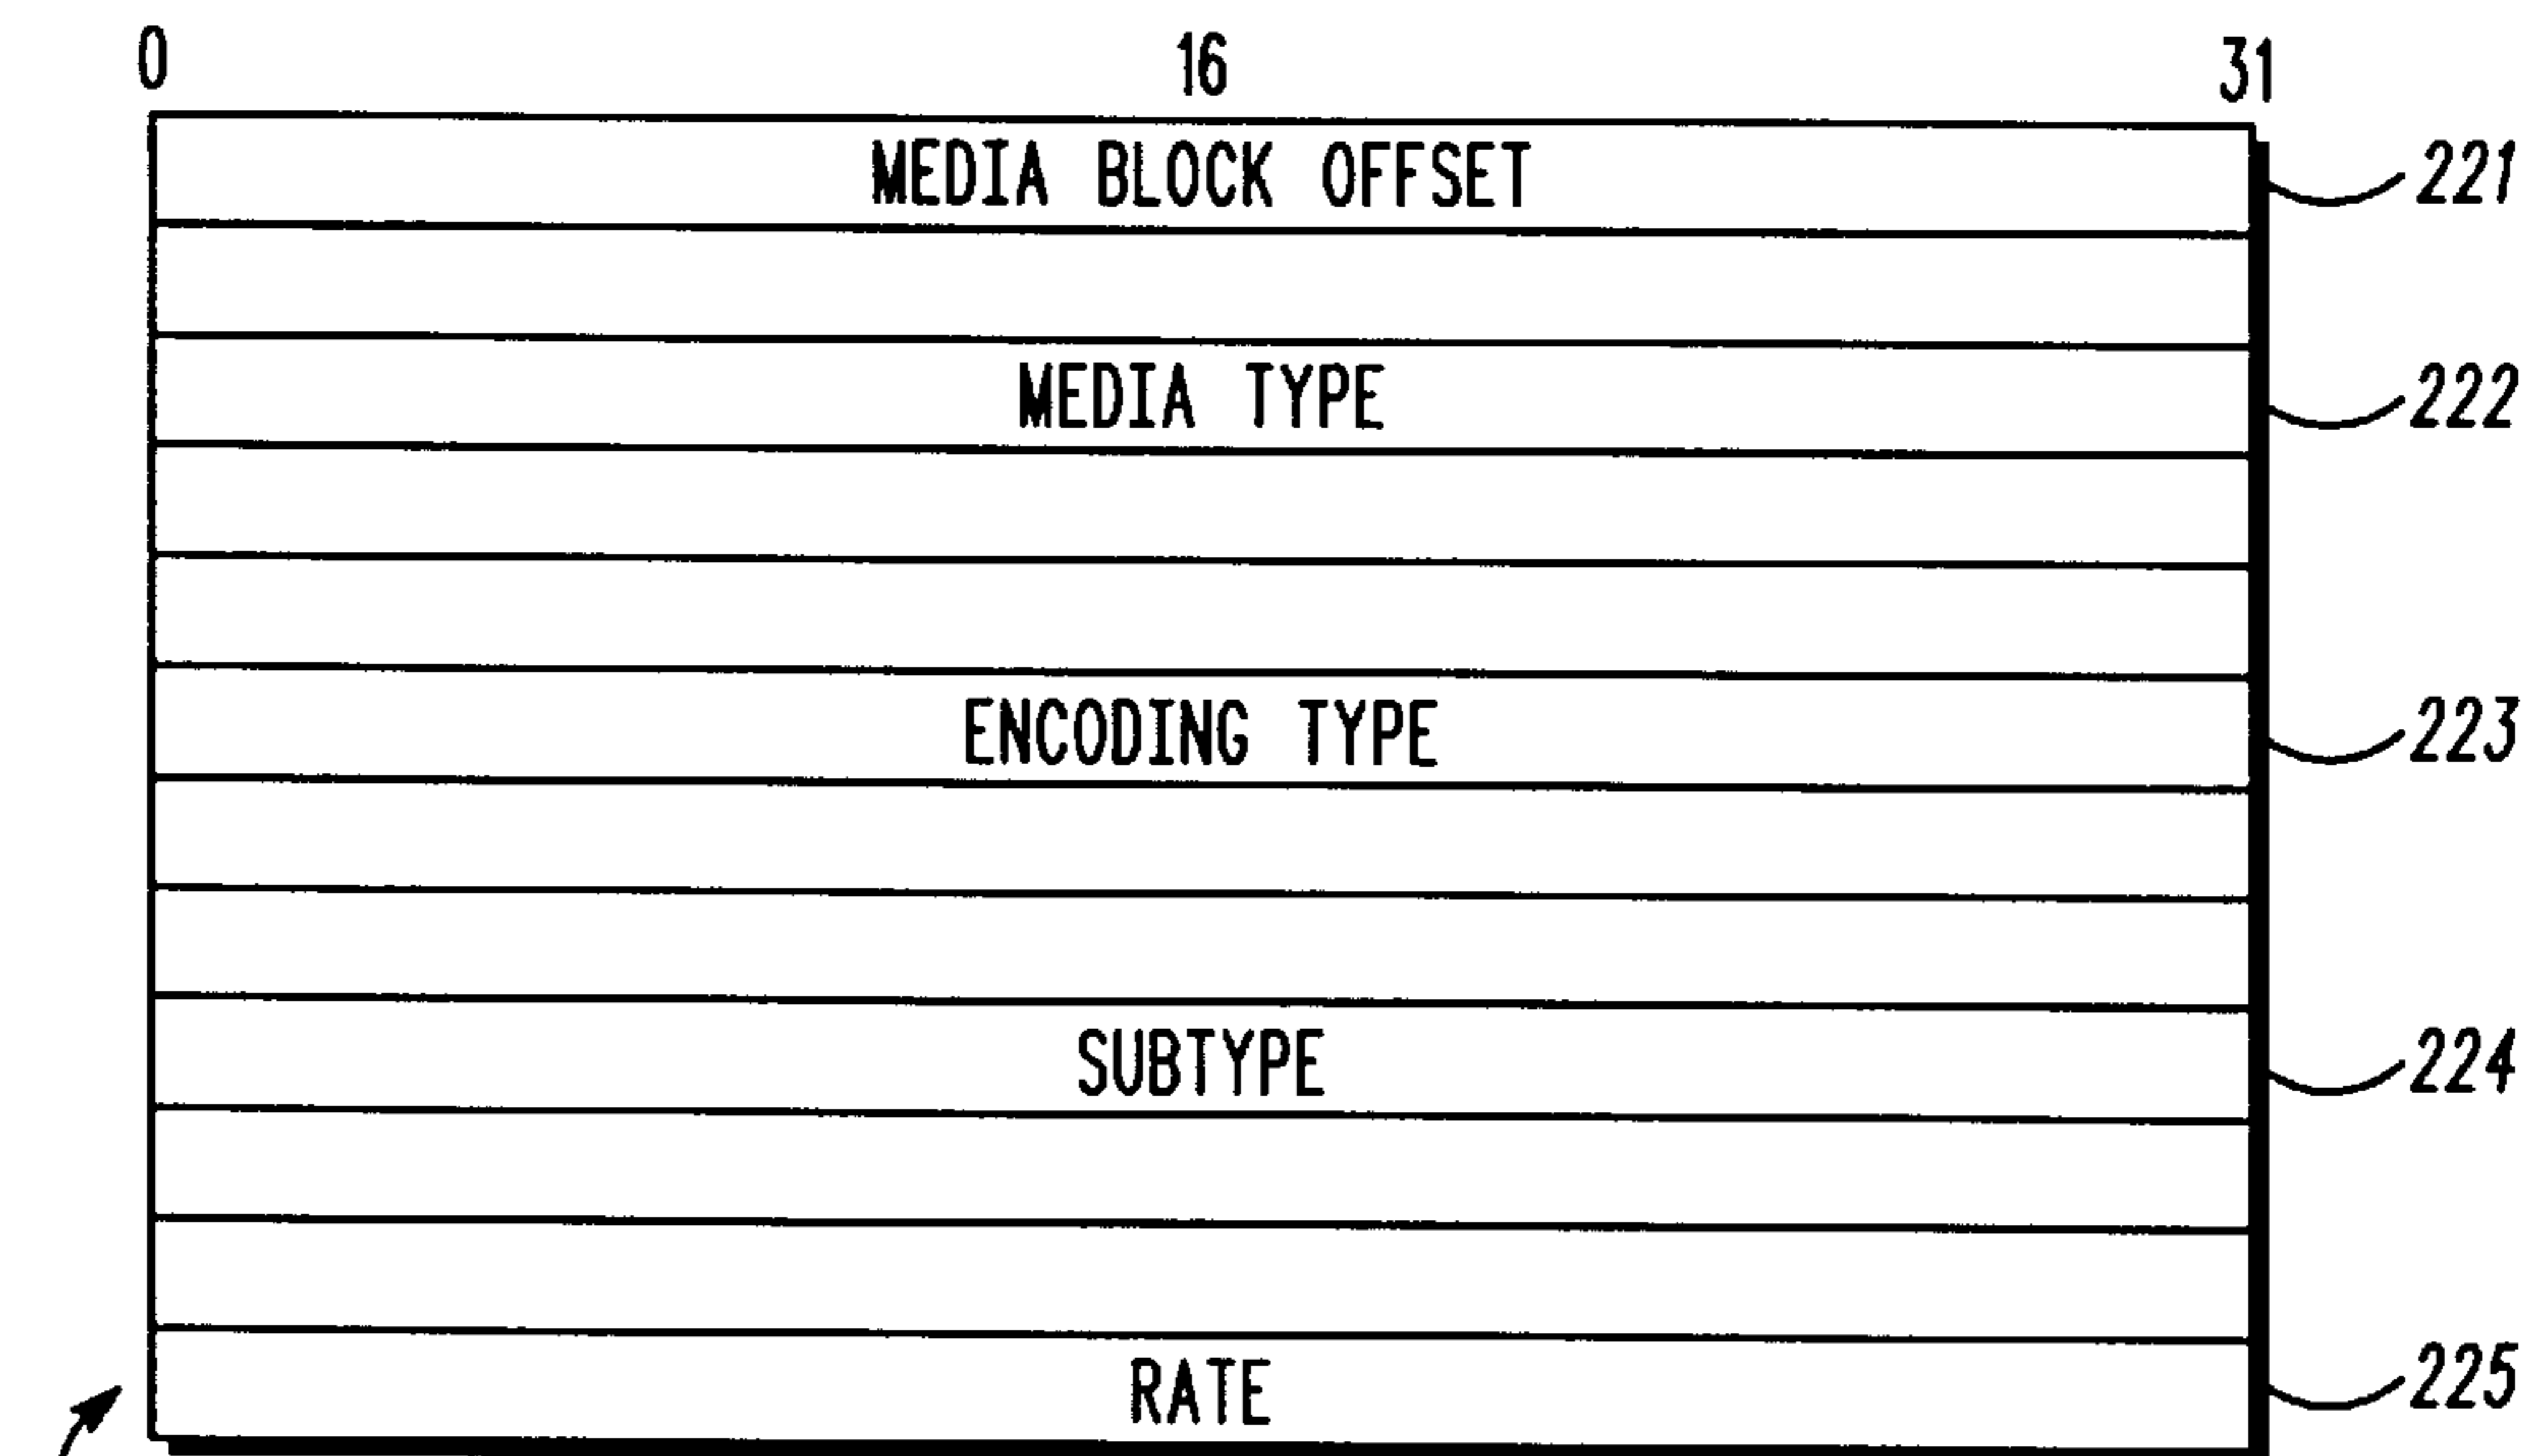 0 16 31
MEDIA BLOCK OFFSET 221
MEDIA TYPE 222
ENCODING TYPE 223
SUBTYPE 224
RATE 225